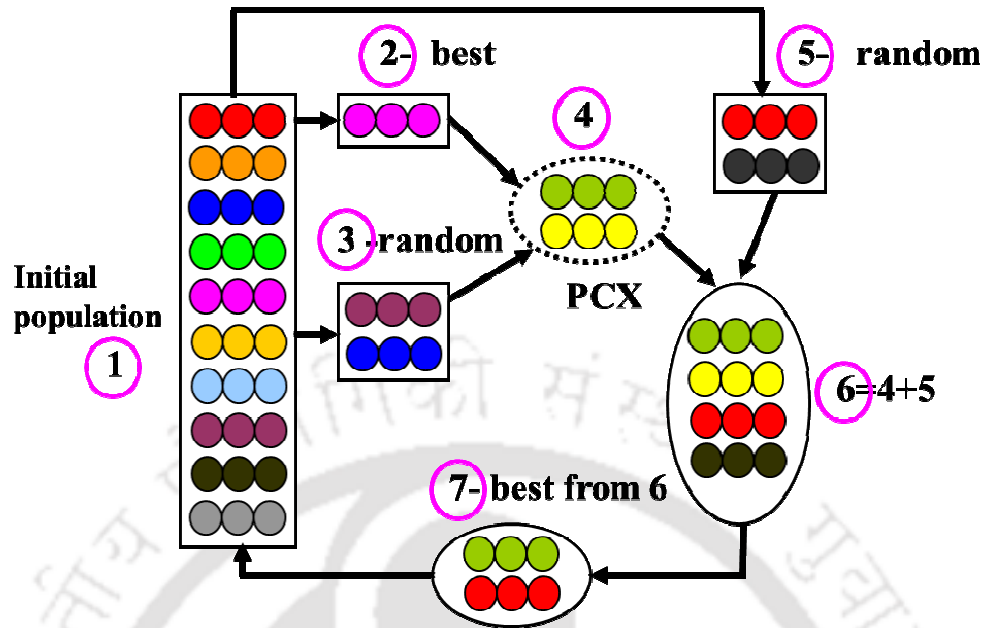 2- best
5- random
4
3 -random
PCX
Initial
population
1
6=4+5
7- best from 6